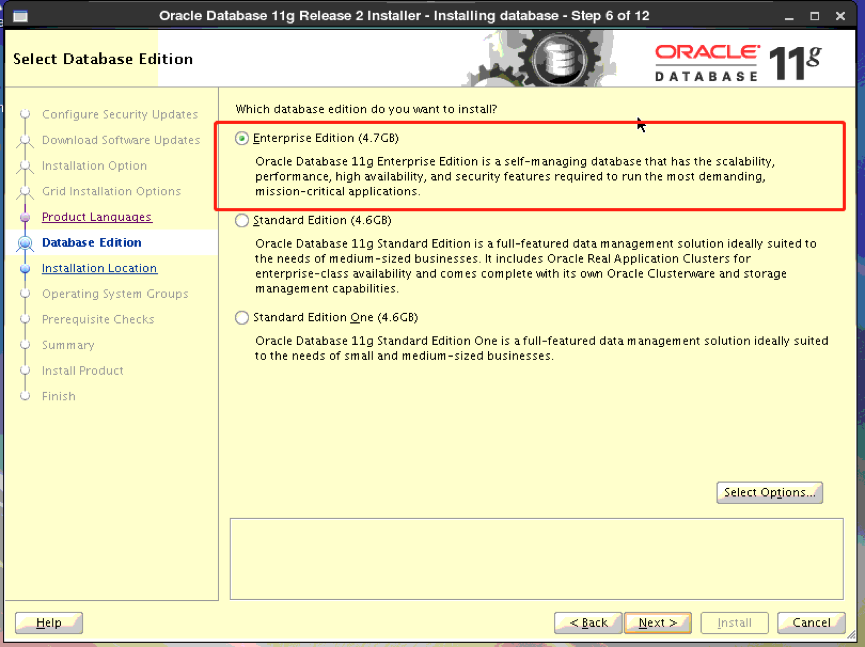 Oracle Database 11g Release 2 Installer - Installing database - Step 6 of 12
Select Database Edition
ORACLE
DATABASE 11g
Configure Security Updates
Download Software Updates
Installation Option
Grid Installation Options
Product Languages
Database Edition
Installation Location
Operating System Groups
Prerequisite Checks
Summary
Install Product
Finish
Which database edition do you want to install?
Enterprise Edition (4.7GB)
Oracle Database 11g Enterprise Edition is a self-managing database that has the scalability,
performance, high availability, and security features required to run the most demanding,
mission-critical applications.
Standard Edition (4.6GB)
Oracle Database 11g Standard Edition is a full-featured data management solution ideally suited to
the needs of medium-sized businesses. It includes Oracle Real Application Clusters for
enterprise-class availability and comes complete with its own Oracle Clusterware and storage
management capabilities.
Standard Edition One (4.6GB)
Oracle Database 11g Standard Edition One is a full-featured data management solution ideally suited
to the needs of small and medium-sized businesses.
Select Options...
Help
< Back
Next >
Install
Cancel